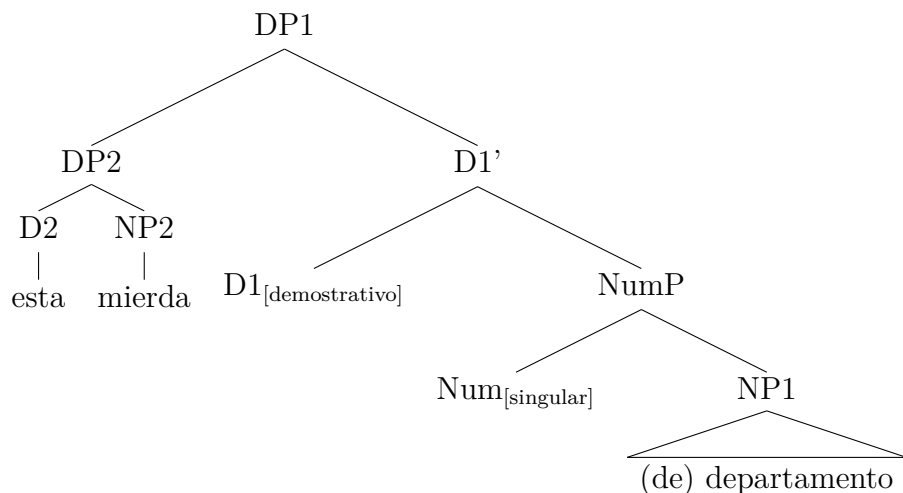 DP1
DP2 D1’
D2 NP2
esta mierda D1[demostrativo] NumP
Num[singular] NP1
(de) departamento